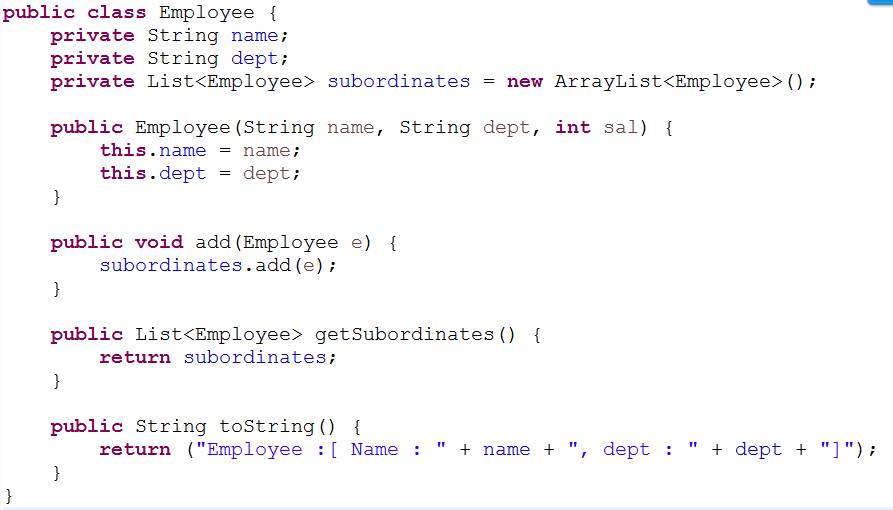 public class Employee {
    private String name;
    private String dept;
    private List<Employee> subordinates = new ArrayList<Employee>();
    public Employee(String name, String dept, int sal) {
        this.name = name;
        this.dept = dept;
    }
    public void add(Employee e) {
        subordinates.add(e);
    }
    public List<Employee> getSubordinates() {
        return subordinates;
    }
    public String toString() {
        return ("Employee :[ Name : " + name + ", dept : " + dept + "]");
    }
}